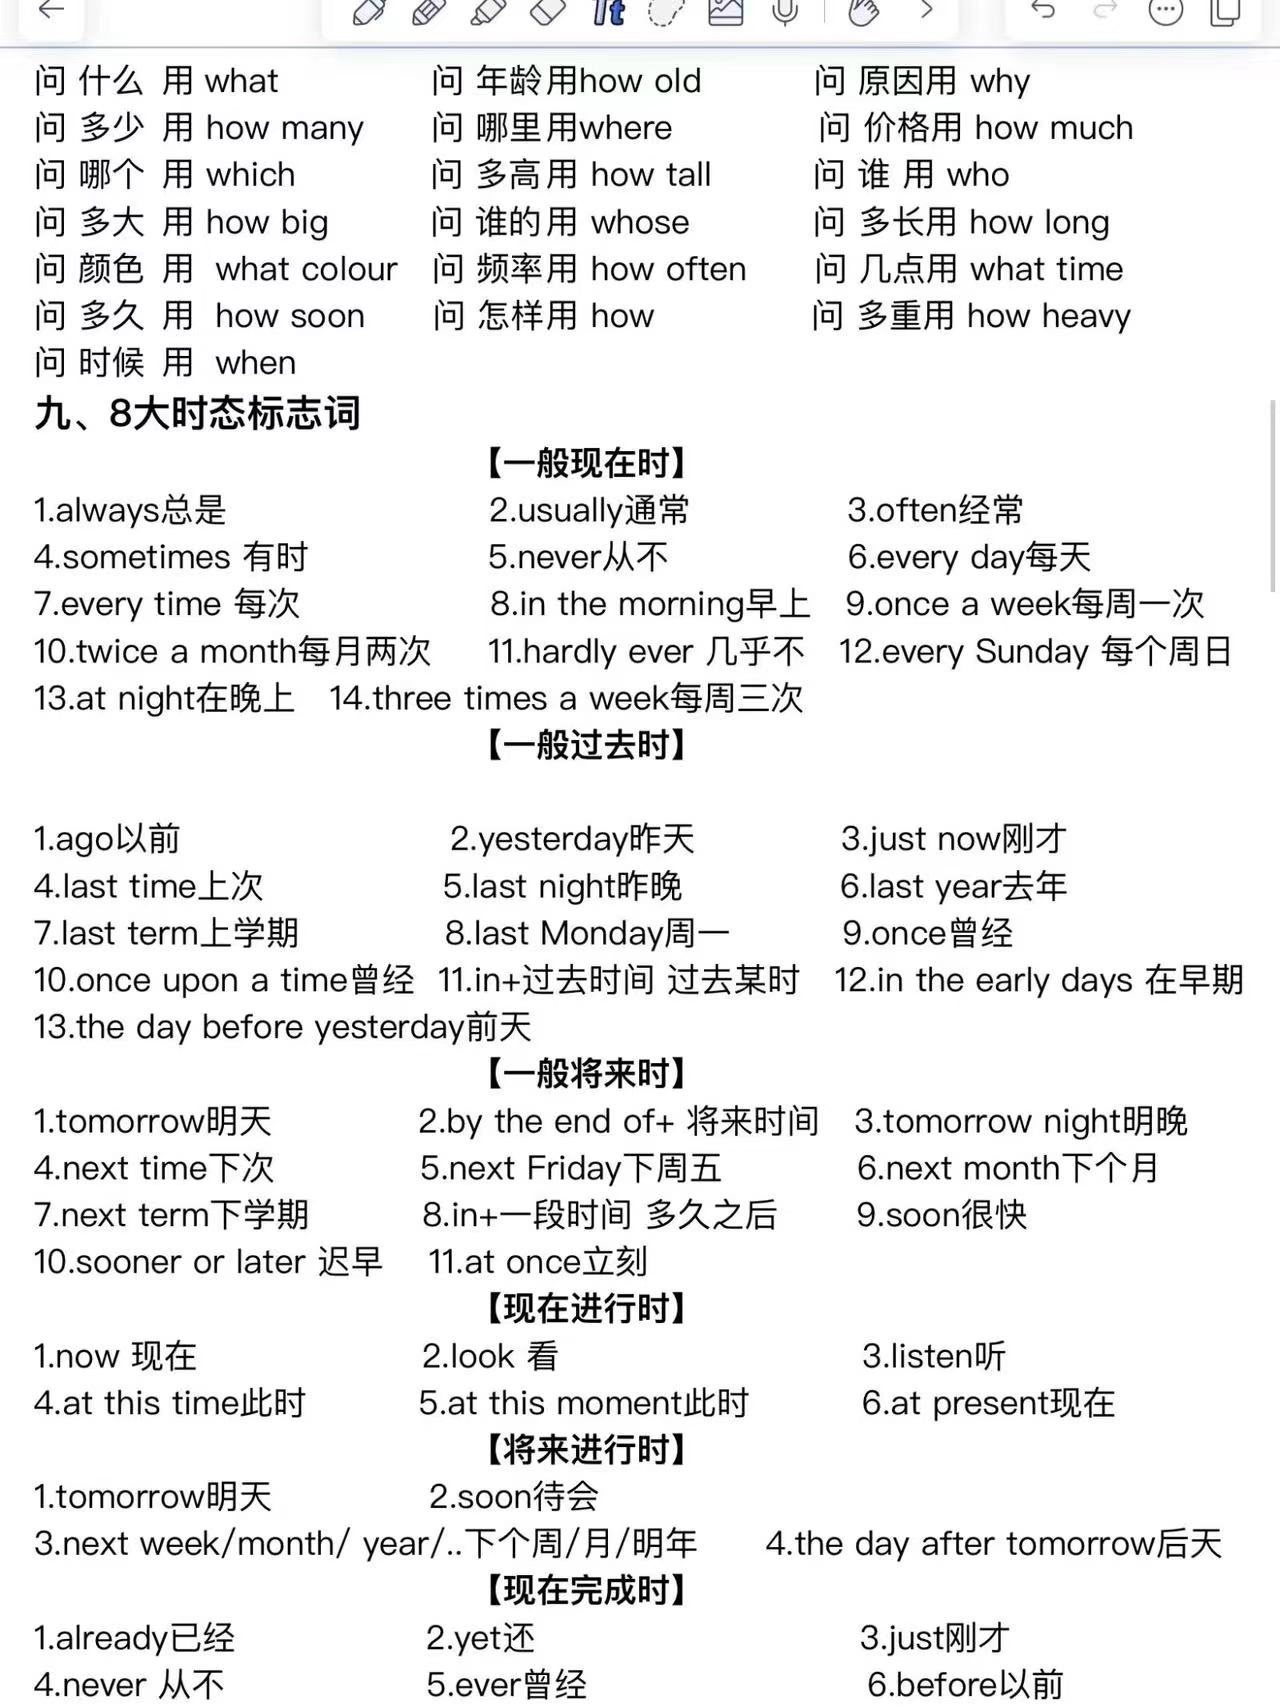 Tt
问 什么 用 what 问 年龄用how old 问 原因用 why
问 多少 用 how many 问 哪里用where 问 价格用 how much
问 哪个 用 which 问 多高用 how tall 问 谁 用 who
问 多大 用 how big 问 谁的用 whose 问 多长用 how long
问 颜色 用 what colour 问 频率用 how often 问 几点用 what time
问 多久 用 how soon 问 怎样用 how 问 多重用 how heavy
问 时候 用 when
九、8大时态标志词
【一般现在时】
1.always总是 2.usually通常 3.often经常
4.sometimes 有时 5.never从不 6.every day每天
7.every time 每次 8.in the morning早上 9.once a week每周一次
10.twice a month每月两次 11.hardly ever 几乎不 12.every Sunday 每个周日
13.at night在晚上 14.three times a week每周三次
【一般过去时】
1.ago以前 2.yesterday昨天 3.just now刚才
4.last time上次 5.last night昨晚 6.last year去年
7.last term上学期 8.last Monday周一 9.once曾经
10.once upon a time曾经 11.in+过去时间 过去某时 12.in the early days 在早期
13.the day before yesterday前天
【一般将来时】
1.tomorrow明天 2.by the end of+ 将来时间 3.tomorrow night明晚
4.next time下次 5.next Friday下周五 6.next month下个月
7.next term下学期 8.in+一段时间 多久之后 9.soon很快
10.sooner or later 迟早 11.at once立刻
【现在进行时】
1.now 现在 2.look 看 3.listen听
4.at this time此时 5.at this moment此时 6.at present现在
【将来进行时】
1.tomorrow明天 2.soon待会
3.next week/month/ year/..下个周/月/明年 4.the day after tomorrow后天
【现在完成时】
1.already已经 2.yet还 3.just刚才
4.never 从不 5.ever曾经 6.before以前